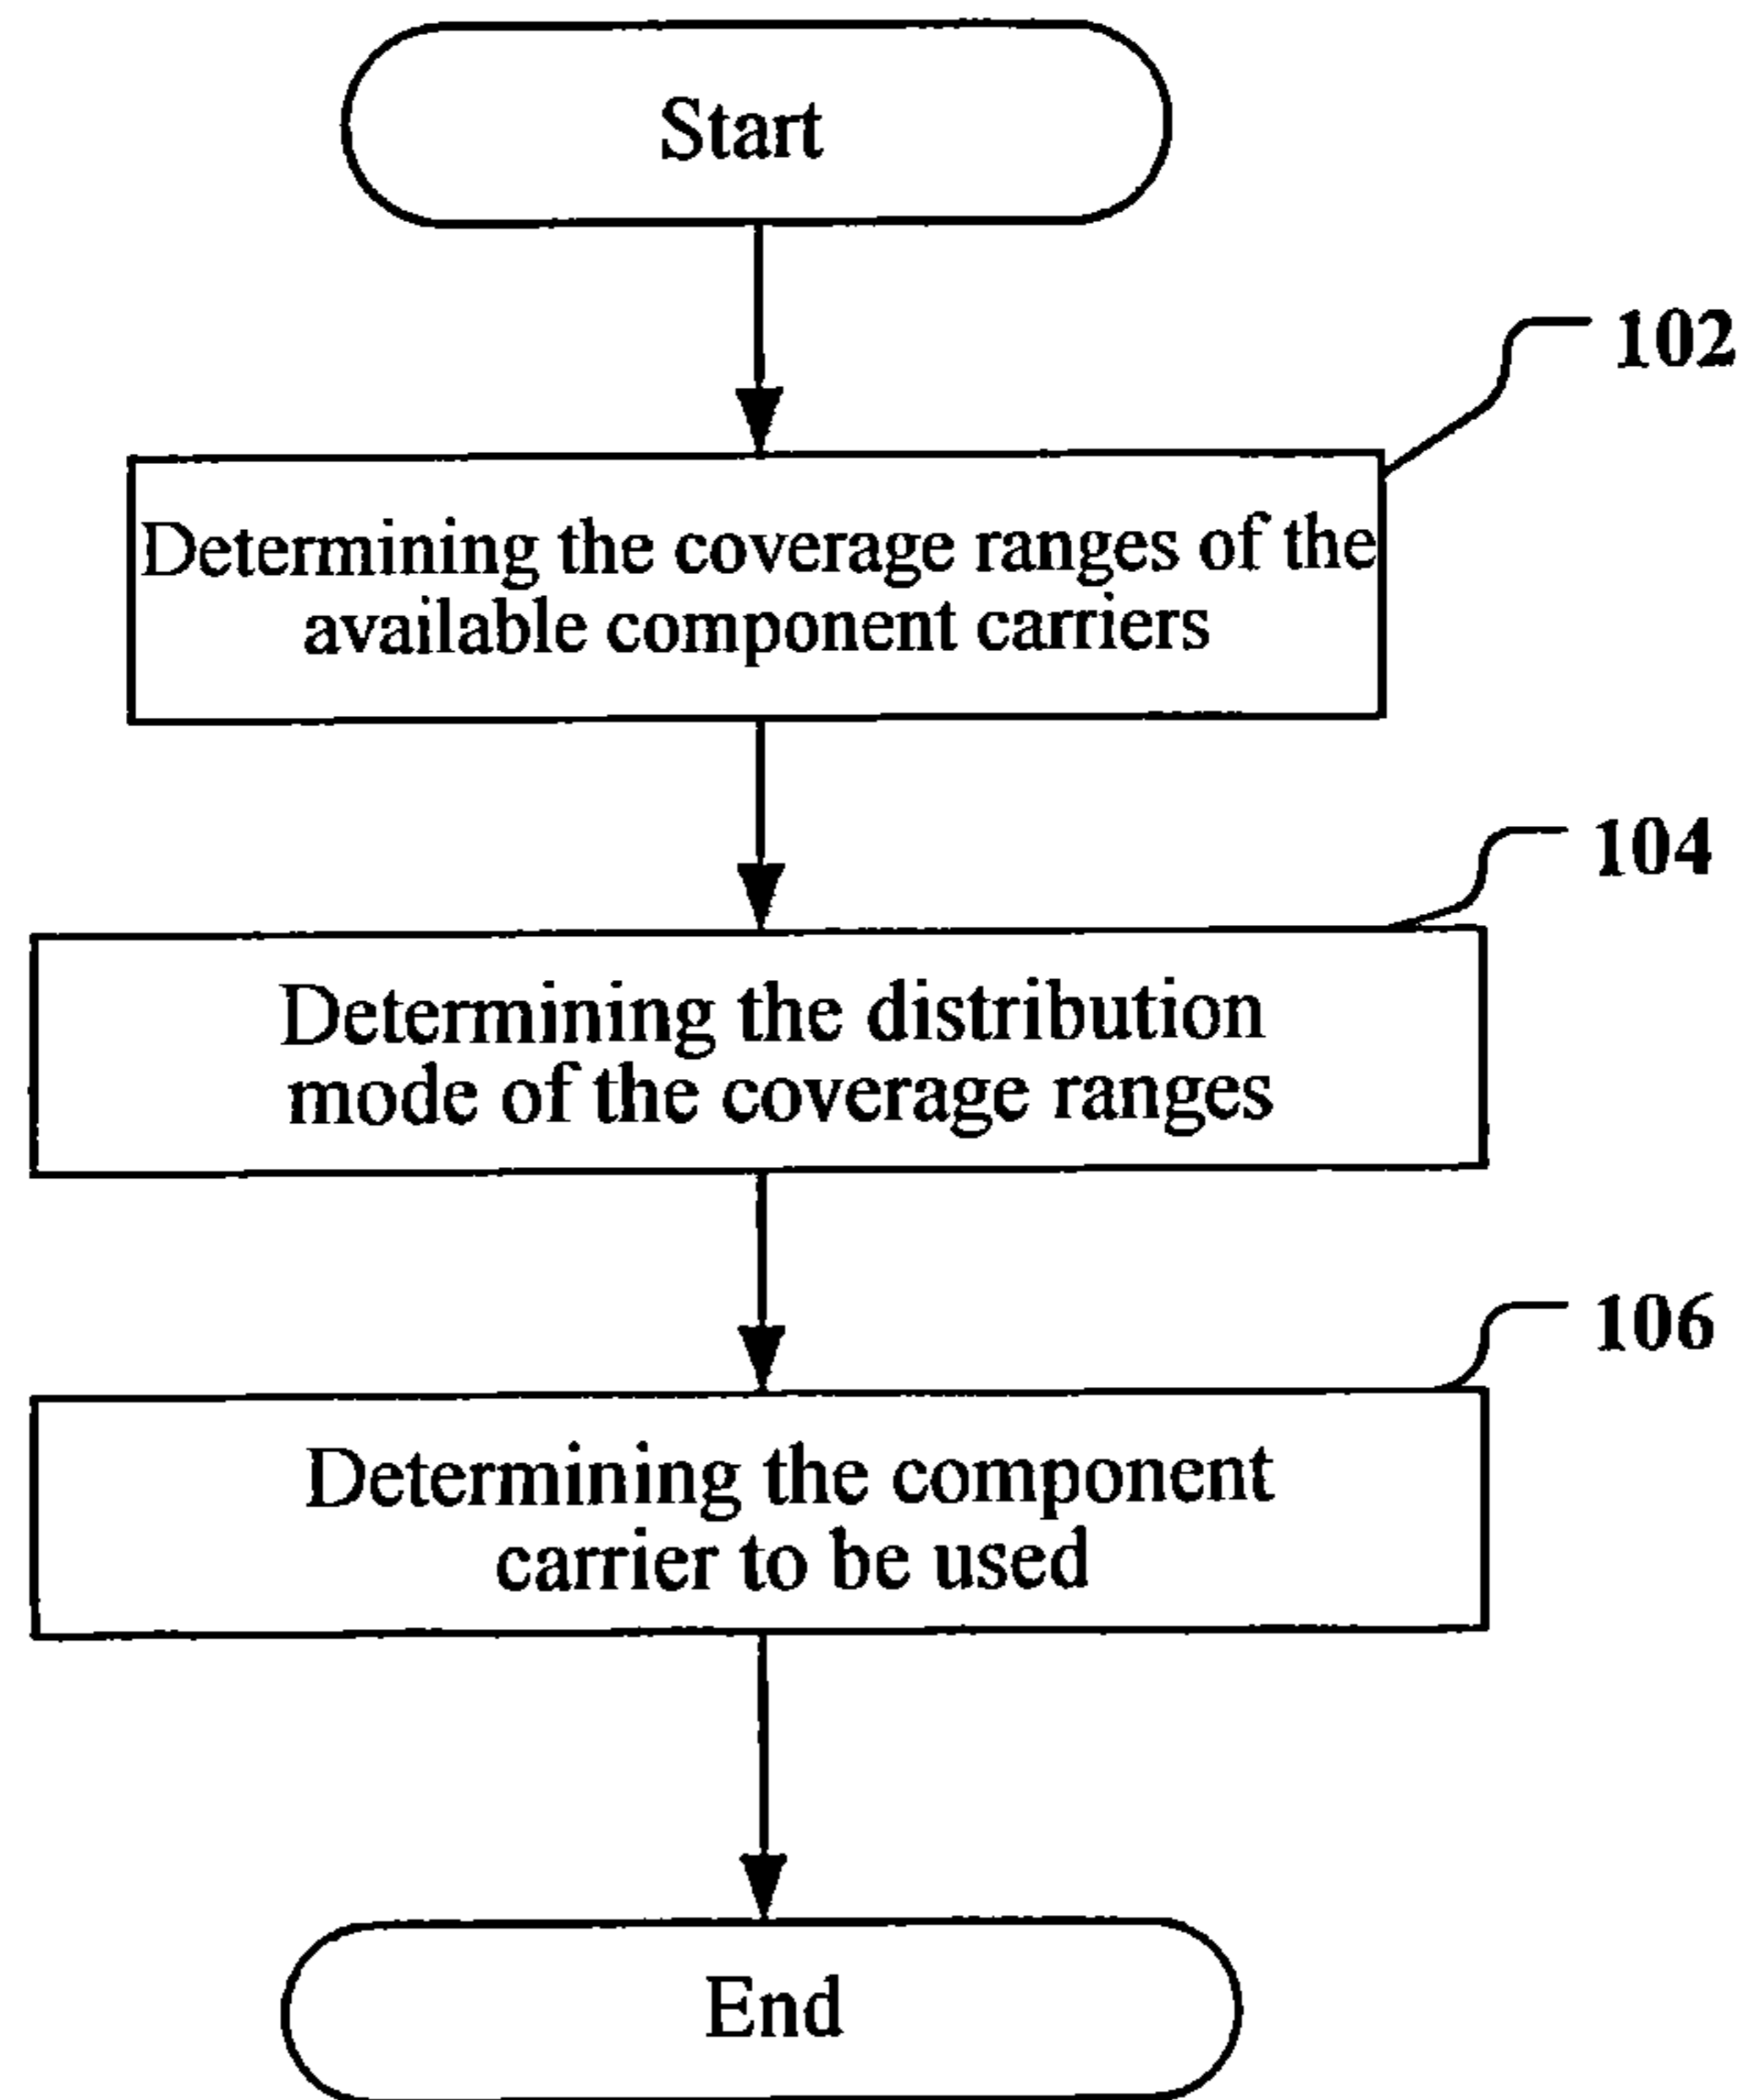 Start
102
Determining the coverage ranges of the
available component carriers
104
Determining the distribution
mode of the coverage ranges
106
Determining the component
carrier to be used
End